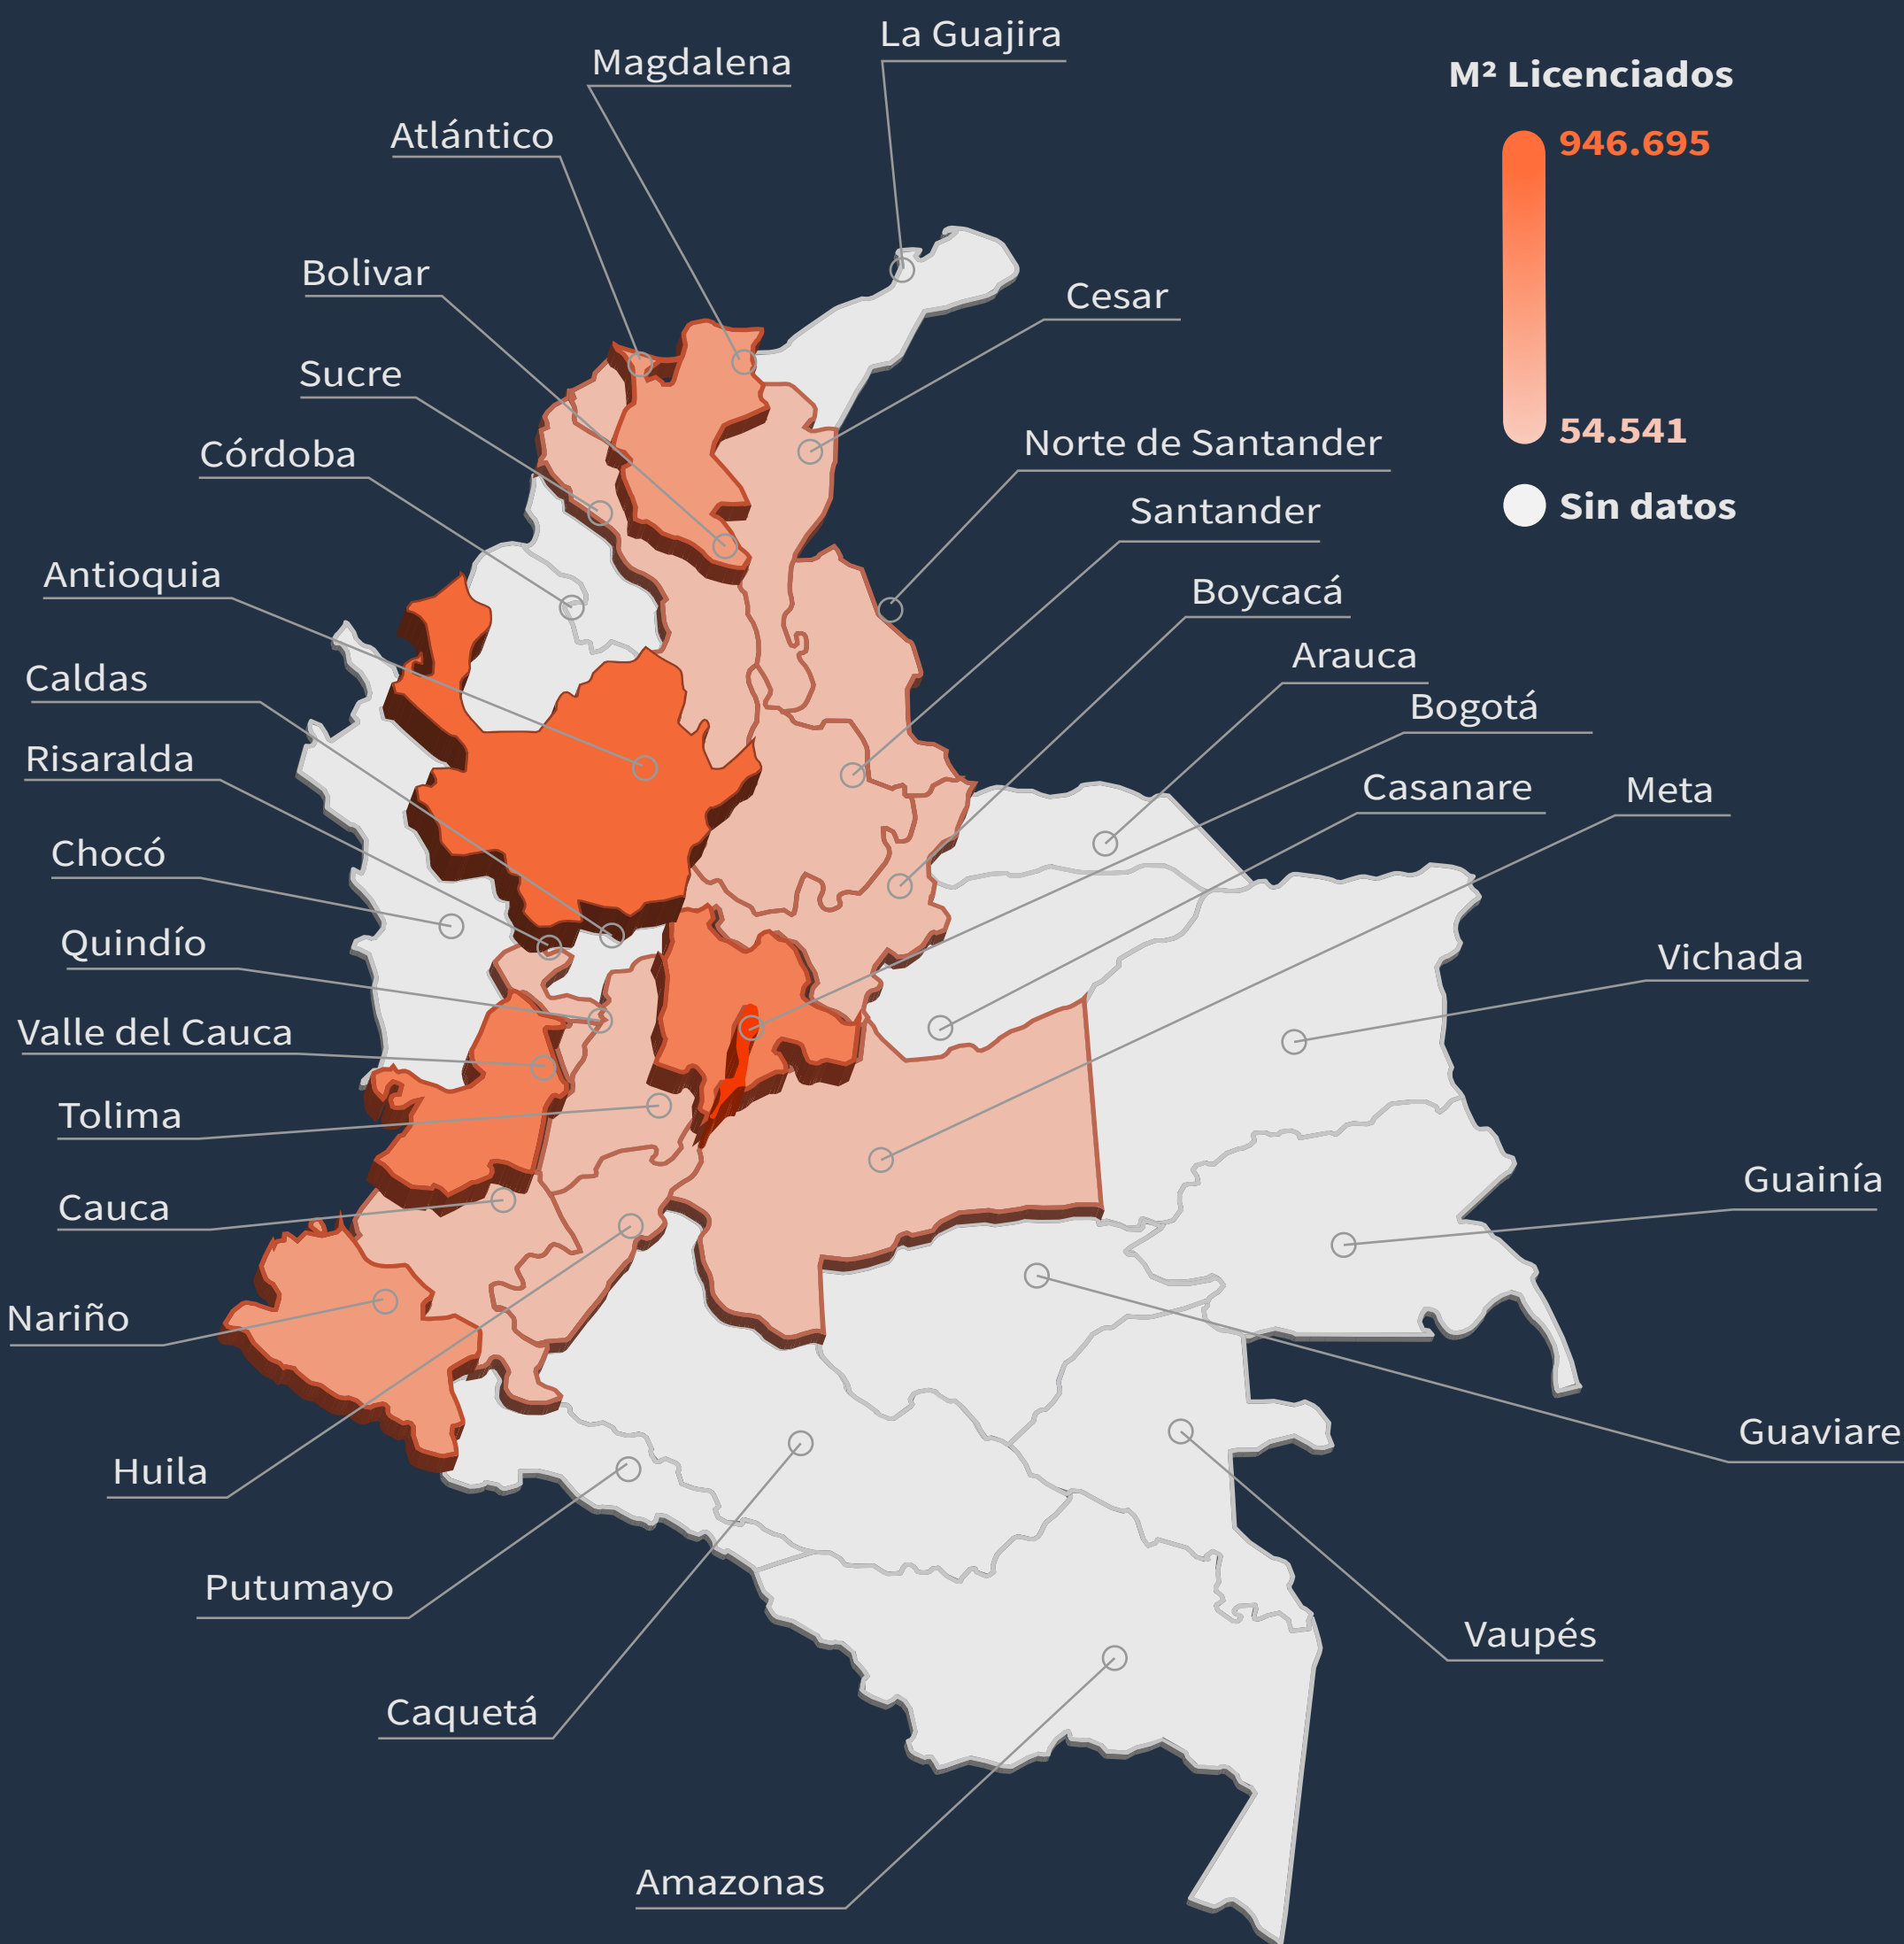 La Guajira
Magdalena
M² Licenciados
Atlántico
946.695
Bolivar
Cesar
Sucre
54.541
Norte de Santander
Córdoba
Sin datos
Santander
Antioquia
Boycacá
Arauca
Caldas
Bogotá
Risaralda
Casanare
Meta
Chocó
Quindío
Vichada
Valle del Cauca
Tolima
Guainía
Cauca
Nariño
Guaviare
Huila
Putumayo
Vaupés
Caquetá
Amazonas